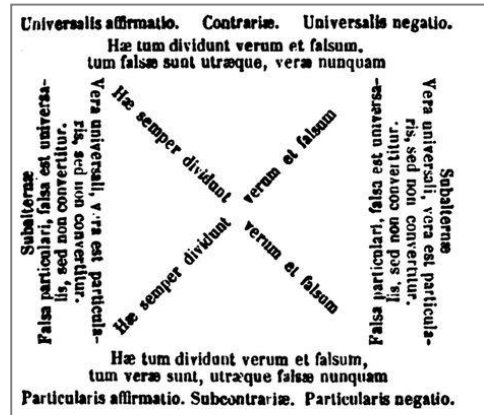 Universalis affirmatio. Contrariæ. Universalis negatio.
Hæ tum dividunt verum et falsum,
tum falsæ sunt utræque, veræ nunquam
Subalternæ
Falsa particulari, falsa est universa-
lis, sed non convertitur.
Vera universali, vera est particula-
ris, sed non convertitur.
Hæ semper dividunt verum et falsum
Hæ semper dividunt verum et falsum
Falsa particulari, falsa est universa-
lis, sed non convertitur.
Vera universali, vera est particula-
ris, sed non convertitur.
Subalternæ
Hæ tum dividunt verum et falsum,
tum veræ sunt, utræque falsæ nunquam
Particularis affirmatio. Subcontrariæ. Particularis negatio.